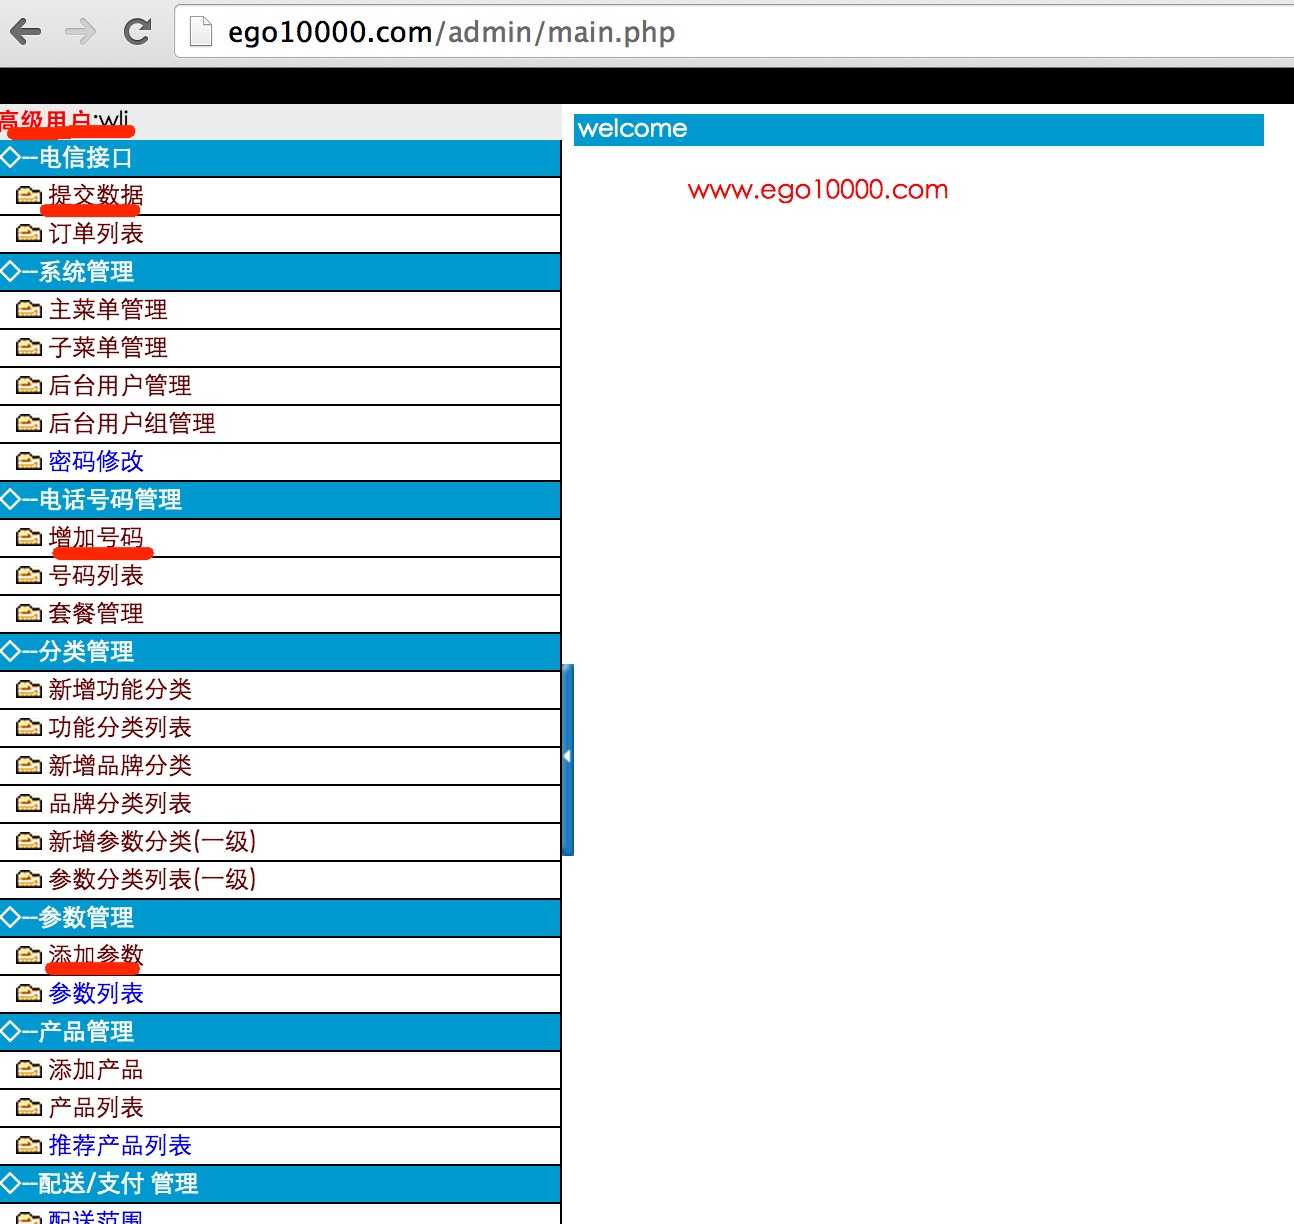 ego10000.com/admin/main.php
高级用户:wli
◇--电信接口
提交数据
订单列表
◇--系统管理
主菜单管理
子菜单管理
后台用户管理
后台用户组管理
密码修改
◇--电话号码管理
增加号码
号码列表
套餐管理
◇--分类管理
新增功能分类
功能分类列表
新增品牌分类
品牌分类列表
新增参数分类(一级)
参数分类列表(一级)
◇--参数管理
添加参数
参数列表
◇--产品管理
添加产品
产品列表
推荐产品列表
◇--配送/支付 管理
配送范围
welcome
www.ego10000.com